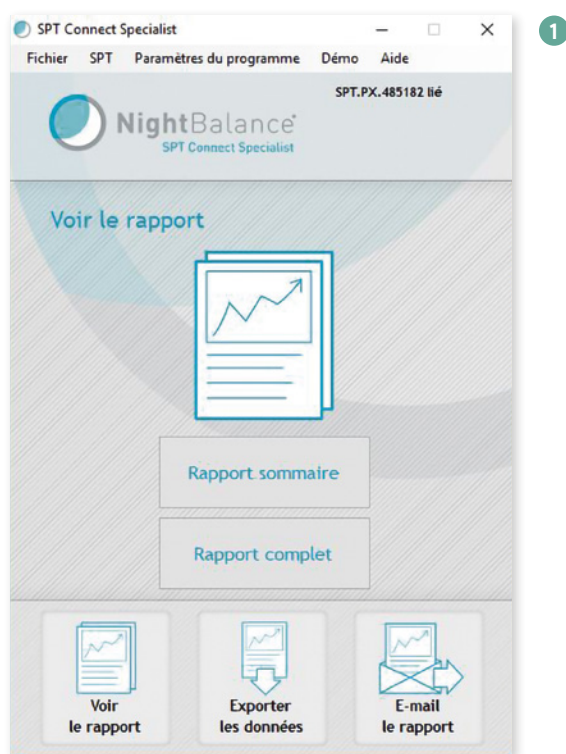 SPT Connect Specialist
1
Fichier SPT Paramètres du programme Démo Aide
SPT.PX.485182 lié
NightBalance
SPT Connect Specialist
Voir le rapport
Rapport sommaire
Rapport complet
Voir
le rapport
Exporter
les données
E-mail
le rapport